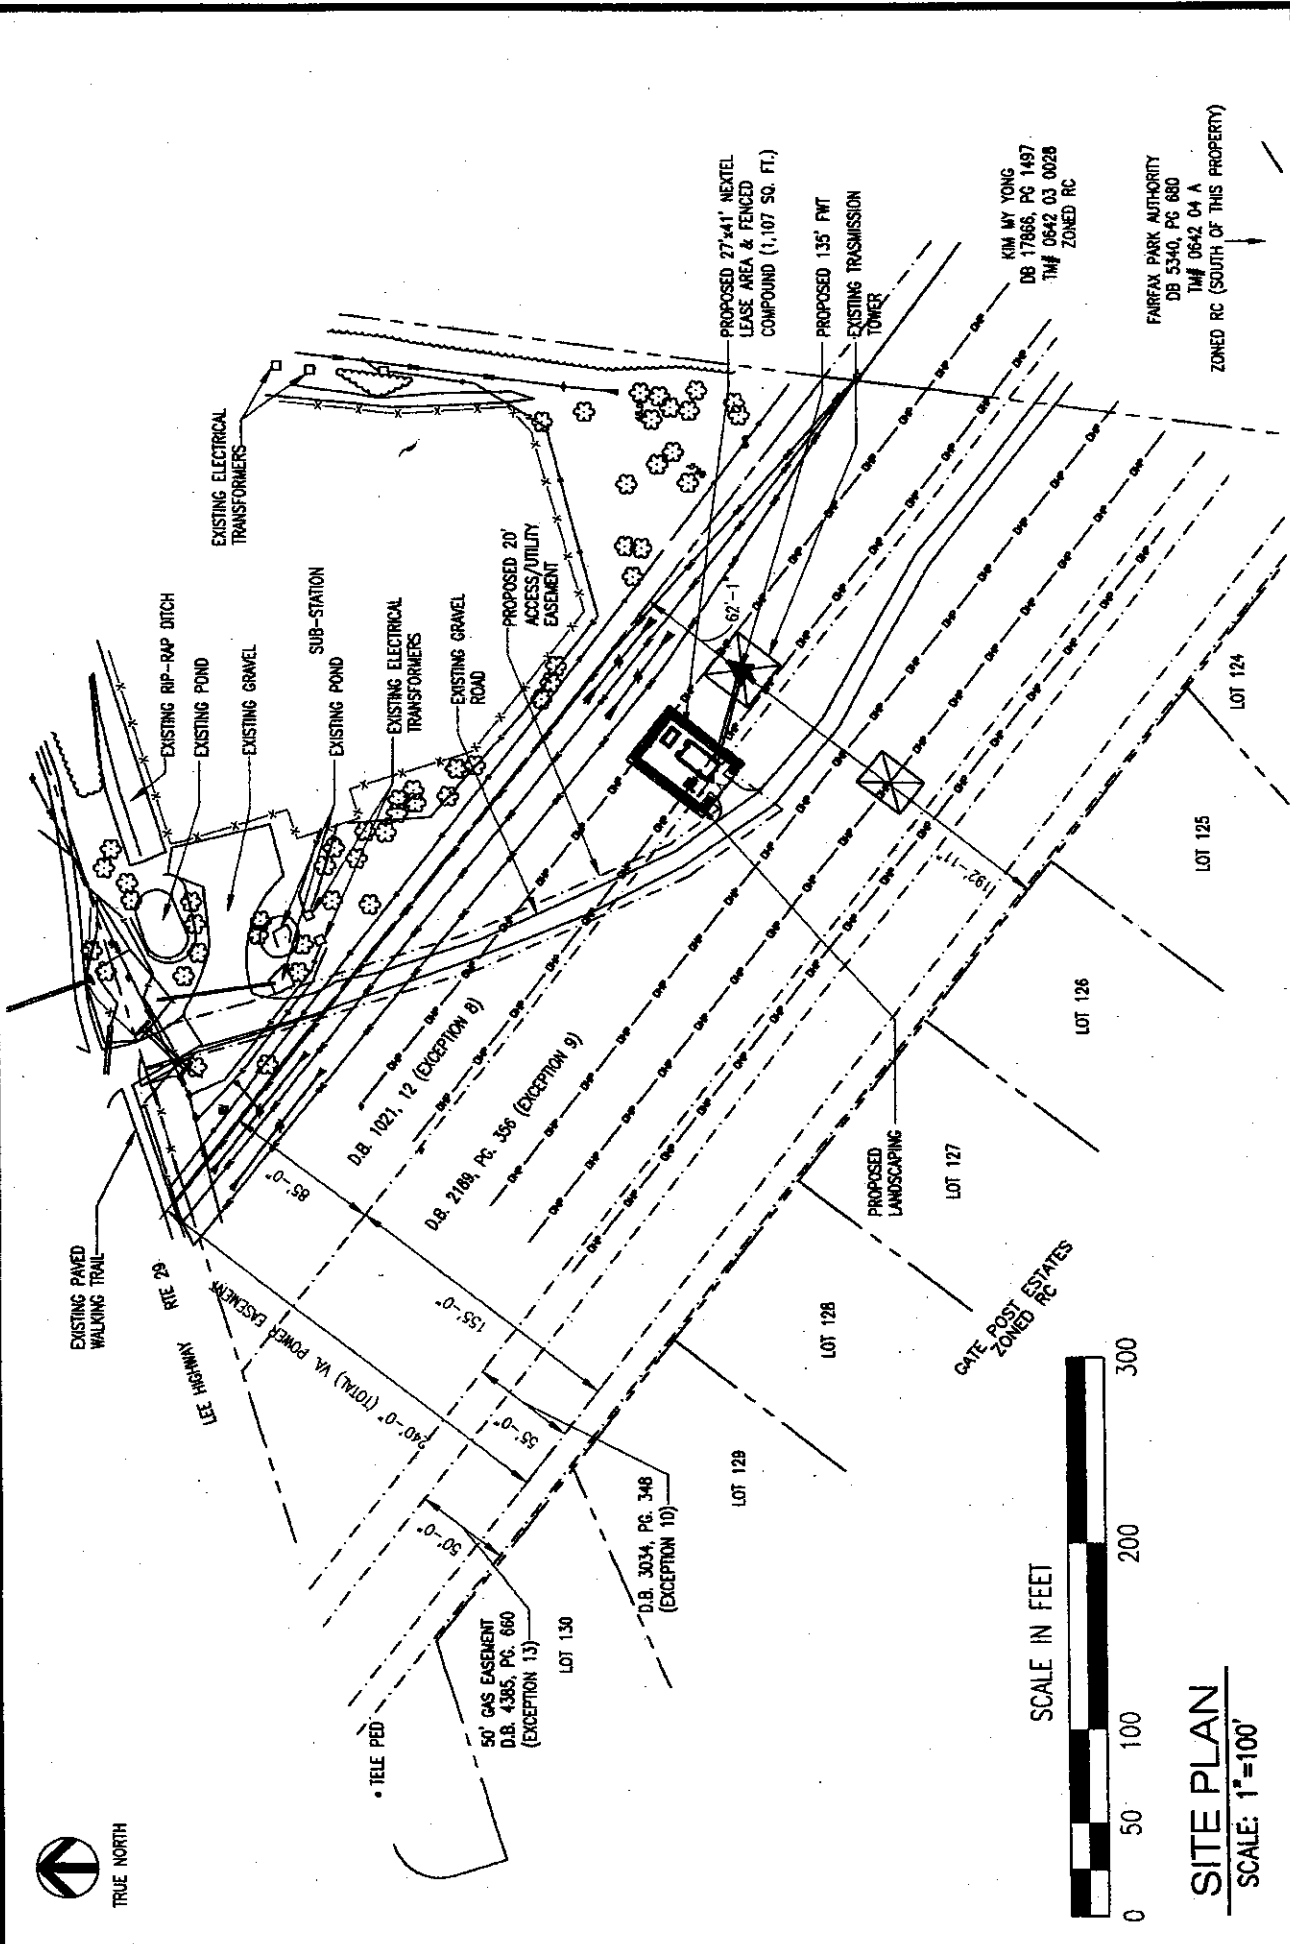 TRUE NORTH
EXISTING PAVED
WALKING TRAIL
RTE 29
LEE HIGHWAY
EXISTING RIP-RAP DITCH
EXISTING POND
EXISTING GRAVEL
SUB-STATION
EXISTING POND
EXISTING ELECTRICAL
TRANSFORMERS
EXISTING GRAVEL
ROAD
PROPOSED 20'
ACCESS/UTILITY
EASEMENT
EXISTING ELECTRICAL
TRANSFORMERS
PROPOSED 27'x41' NEXTEL
LEASE AREA & FENCED
COMPOUND (1,107 SQ. FT.)
PROPOSED 135' FWT
EXISTING TRASMISSION
TOWER
KIM MY YONG
DB 17866, PG 1497
TM# 0642 03 0028
ZONED RC
FAIRFAX PARK AUTHORITY
DB 5340, PG 680
TM# 0642 04 A
ZONED RC (SOUTH OF THIS PROPERTY)
85'-0"
D.B. 1021, 12 (EXCEPTION 8)
D.B. 2189, PG. 356 (EXCEPTION 9)
240'-0" (TOTAL) VA. POWER EASEMENT
155'-0"
55'-0"
50'-0"
62'-1"
192'-11"
D.B. 3034, PG. 348
(EXCEPTION 10)
50' GAS EASEMENT
D.B. 4385, PG. 660
(EXCEPTION 13)
TELE PED
LOT 130
LOT 129
LOT 128
LOT 127
LOT 126
LOT 125
LOT 124
PROPOSED
LANDSCAPING
GATE POST ESTATES
ZONED RC
SCALE IN FEET
0 50 100 200 300
SITE PLAN
SCALE: 1"=100'